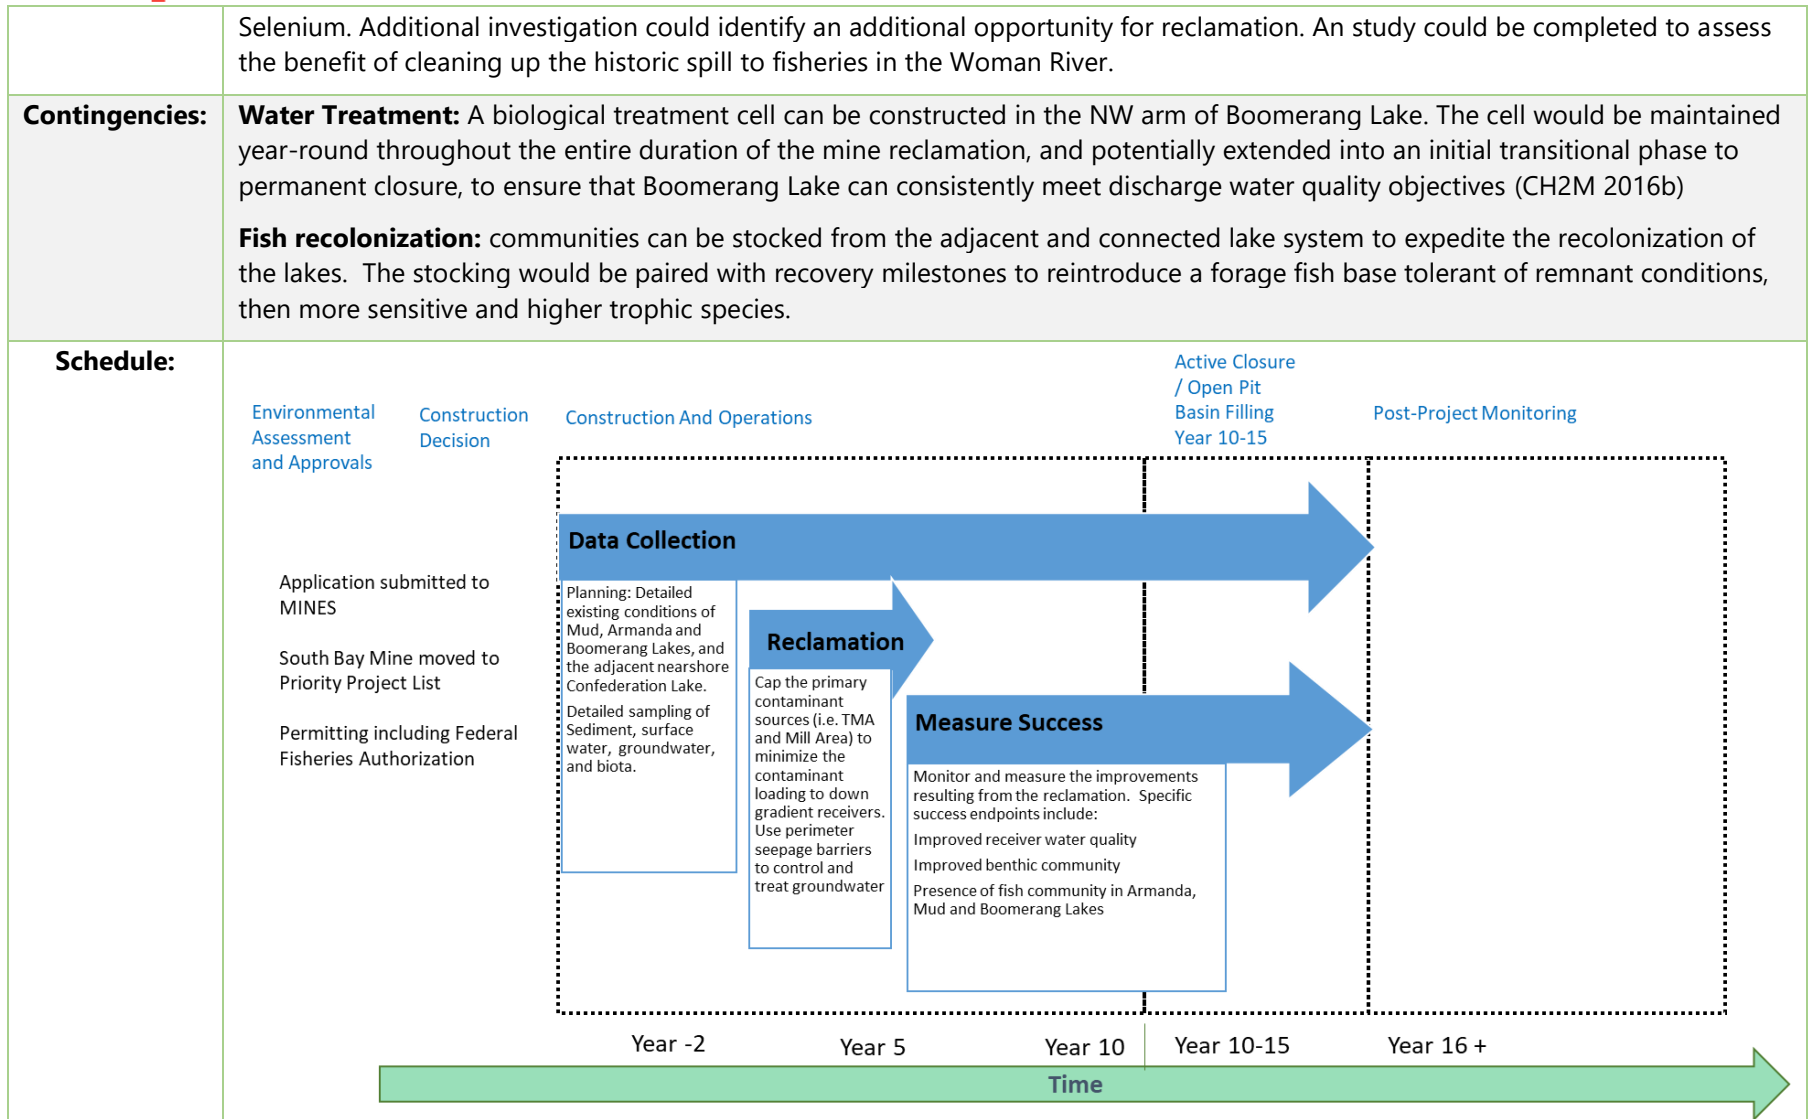 Selenium. Additional investigation could identify an additional opportunity for reclamation. An study could be completed to assess
the benefit of cleaning up the historic spill to fisheries in the Woman River.
Contingencies:
Water Treatment: A biological treatment cell can be constructed in the NW arm of Boomerang Lake. The cell would be maintained
year-round throughout the entire duration of the mine reclamation, and potentially extended into an initial transitional phase to
permanent closure, to ensure that Boomerang Lake can consistently meet discharge water quality objectives (CH2M 2016b)
Fish recolonization: communities can be stocked from the adjacent and connected lake system to expedite the recolonization of
the lakes. The stocking would be paired with recovery milestones to reintroduce a forage fish base tolerant of remnant conditions,
then more sensitive and higher trophic species.
Schedule:
Environmental
Assessment
and Approvals
Construction
Decision
Construction And Operations
Active Closure
/ Open Pit
Basin Filling
Year 10-15
Post-Project Monitoring
Application submitted to
MINES
South Bay Mine moved to
Priority Project List
Permitting including Federal
Fisheries Authorization
Data Collection
Planning: Detailed
existing conditions of
Mud, Armanda and
Boomerang Lakes, and
the adjacent nearshore
Confederation Lake.
Detailed sampling of
Sediment, surface
water, groundwater,
and biota.
Reclamation
Cap the primary
contaminant
sources (i.e. TMA
and Mill Area) to
minimize the
contaminant
loading to down
gradient receivers.
Use perimeter
seepage barriers
to control and
treat groundwater
Measure Success
Monitor and measure the improvements
resulting from the reclamation. Specific
success endpoints include:
Improved receiver water quality
Improved benthic community
Presence of fish community in Armanda,
Mud and Boomerang Lakes
Year -2
Year 5
Year 10
Year 10-15
Year 16 +
Time